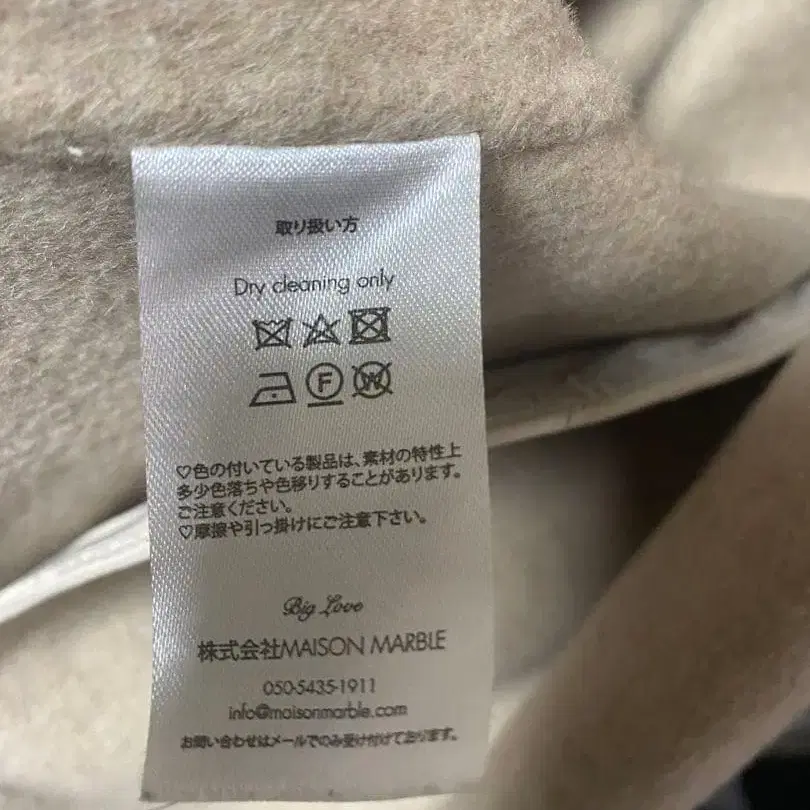 取り扱い方
Dry cleaning only
F W
♡色の付いている製品は、素材の特性上
多少色落ちや色移りすることがあります。
ご注意ください。
♡摩擦や引っ掛けにご注意下さい。
Big Love
株式会社MAISON MARBLE
050-5435-1911
info@maisonmarble.com
お問い合わせはメールでのみ受け付けております。